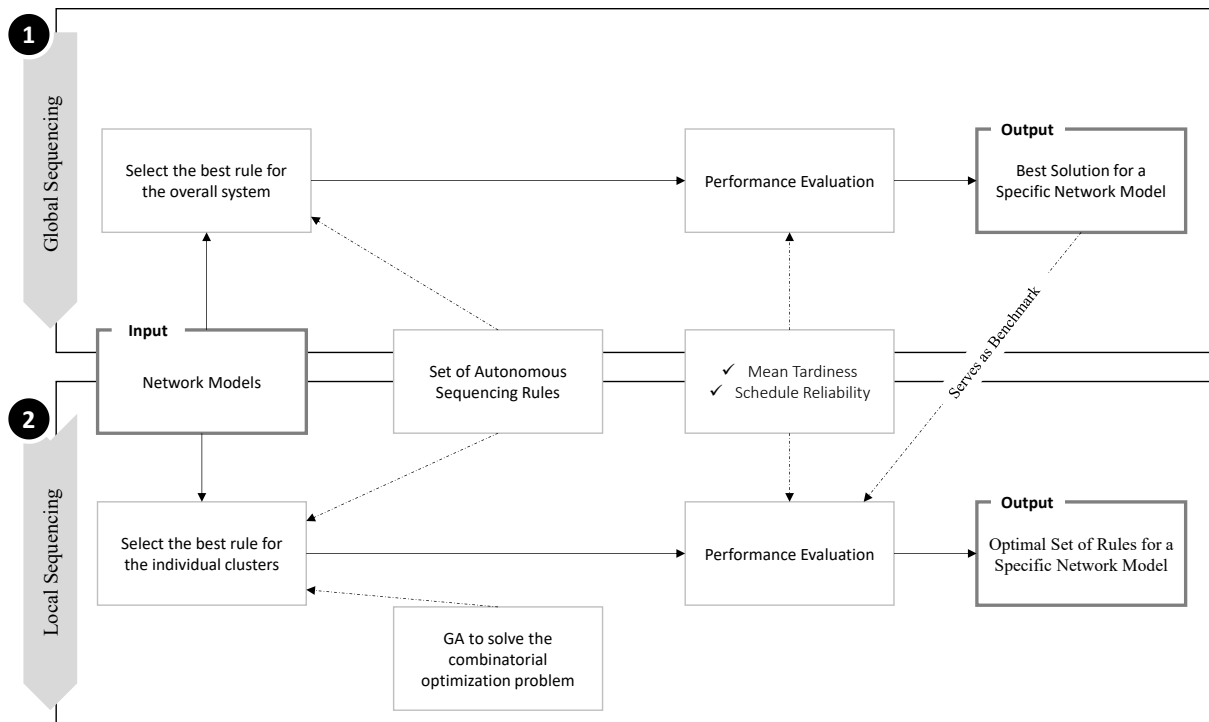 1
Global Sequencing
Select the best rule for
the overall system
Performance Evaluation
Output
Best Solution for a
Specific Network Model
Input
Network Models
Set of Autonomous
Sequencing Rules
✓ Mean Tardiness
✓ Schedule Reliability
Serves as Benchmark
2
Local Sequencing
Select the best rule for
the individual clusters
Performance Evaluation
Output
Optimal Set of Rules for a
Specific Network Model
GA to solve the
combinatorial
optimization problem